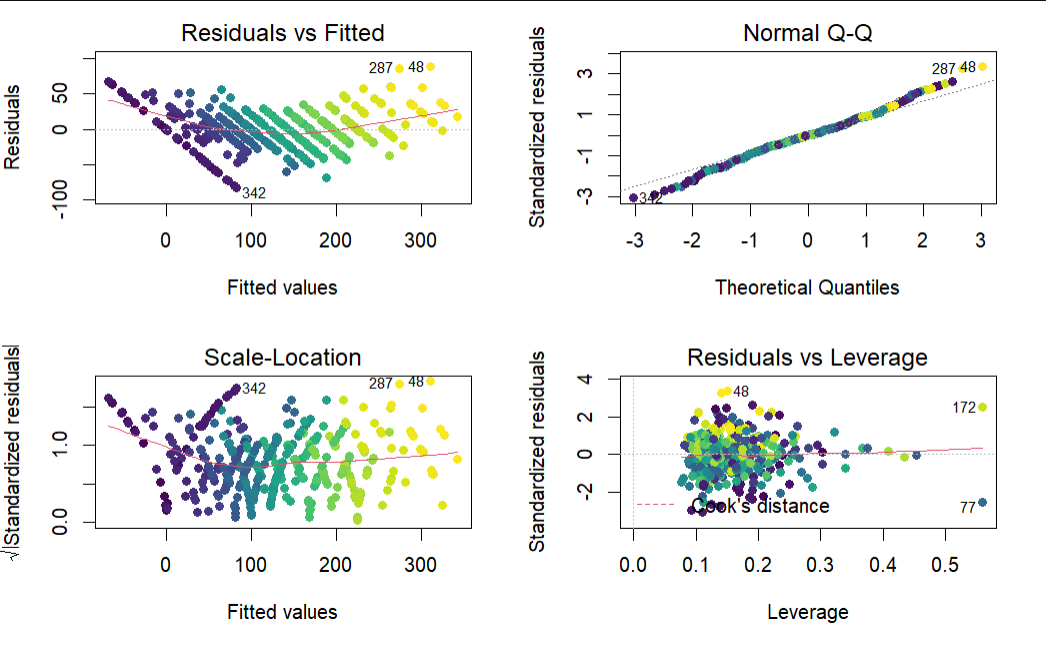 Residuals vs Fitted
Residuals
50
0
-100
287
48
342
0 100 200 300
Fitted values
Normal Q-Q
Standardized residuals
3
1
-1
-3
287 48
342
-3 -2 -1 0 1 2 3
Theoretical Quantiles
Scale-Location
√|Standardized residuals|
1.0
0.0
342
287 48
0 100 200 300
Fitted values
Residuals vs Leverage
Standardized residuals
4
2
0
-2
48
172
77
Cook's distance
0.0 0.1 0.2 0.3 0.4 0.5
Leverage